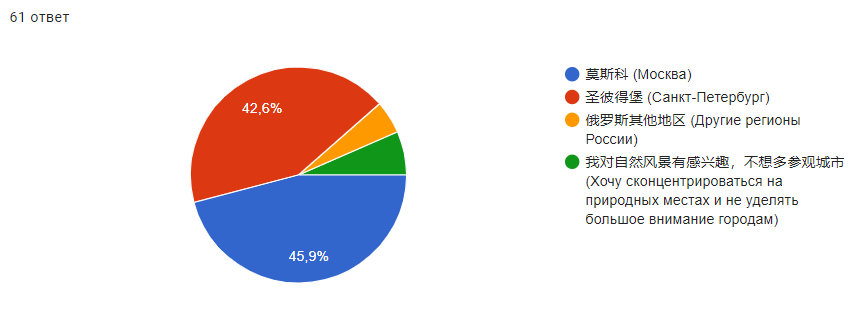 61 ответ
42,6%
45,9%
莫斯科 (Москва)
圣彼得堡 (Санкт-Петербург)
俄罗斯其他地区 (Другие регионы
России)
我对自然风景有感兴趣，不想多参观城市
(Хочу сконцентрироваться на
природных местах и не уделять
большое внимание городам)